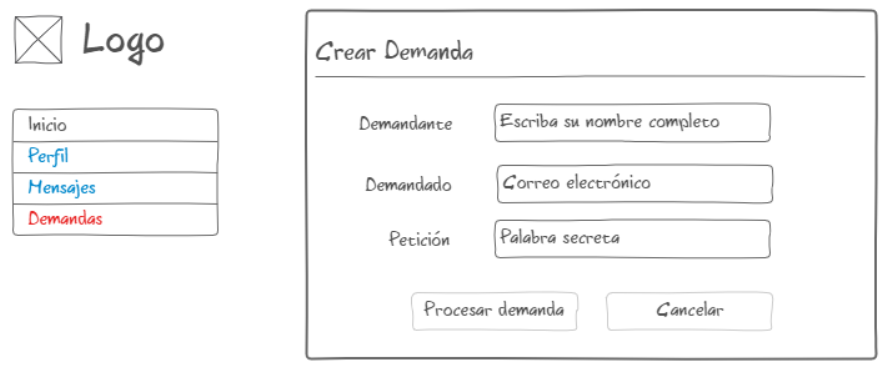 Logo
Inicio
Perfil
Mensajes
Demandas
Crear Demanda
Demandante Escriba su nombre completo
Demandado Correo electrónico
Petición Palabra secreta
Procesar demanda Cancelar